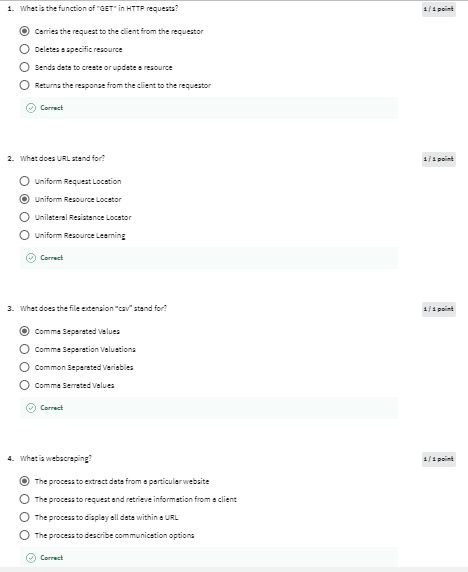 1. What is the function of "GET" in HTTP requests?
1 / 1 point
Carries the request to the client from the requestor
Deletes a specific resource
Sends data to create or update a resource
Returns the response from the client to the requestor
Correct
2. What does URL stand for?
1 / 1 point
Uniform Request Location
Uniform Resource Locator
Unilateral Resistance Locator
Uniform Resource Learning
Correct
3. What does the file extension "csv" stand for?
1 / 1 point
Comma Separated Values
Comma Separation Valuations
Common Separated Variables
Comma Serrated Values
Correct
4. What is webscraping?
1 / 1 point
The process to extract data from a particular website
The process to request and retrieve information from a client
The process to display all data within a URL
The process to describe communication options
Correct